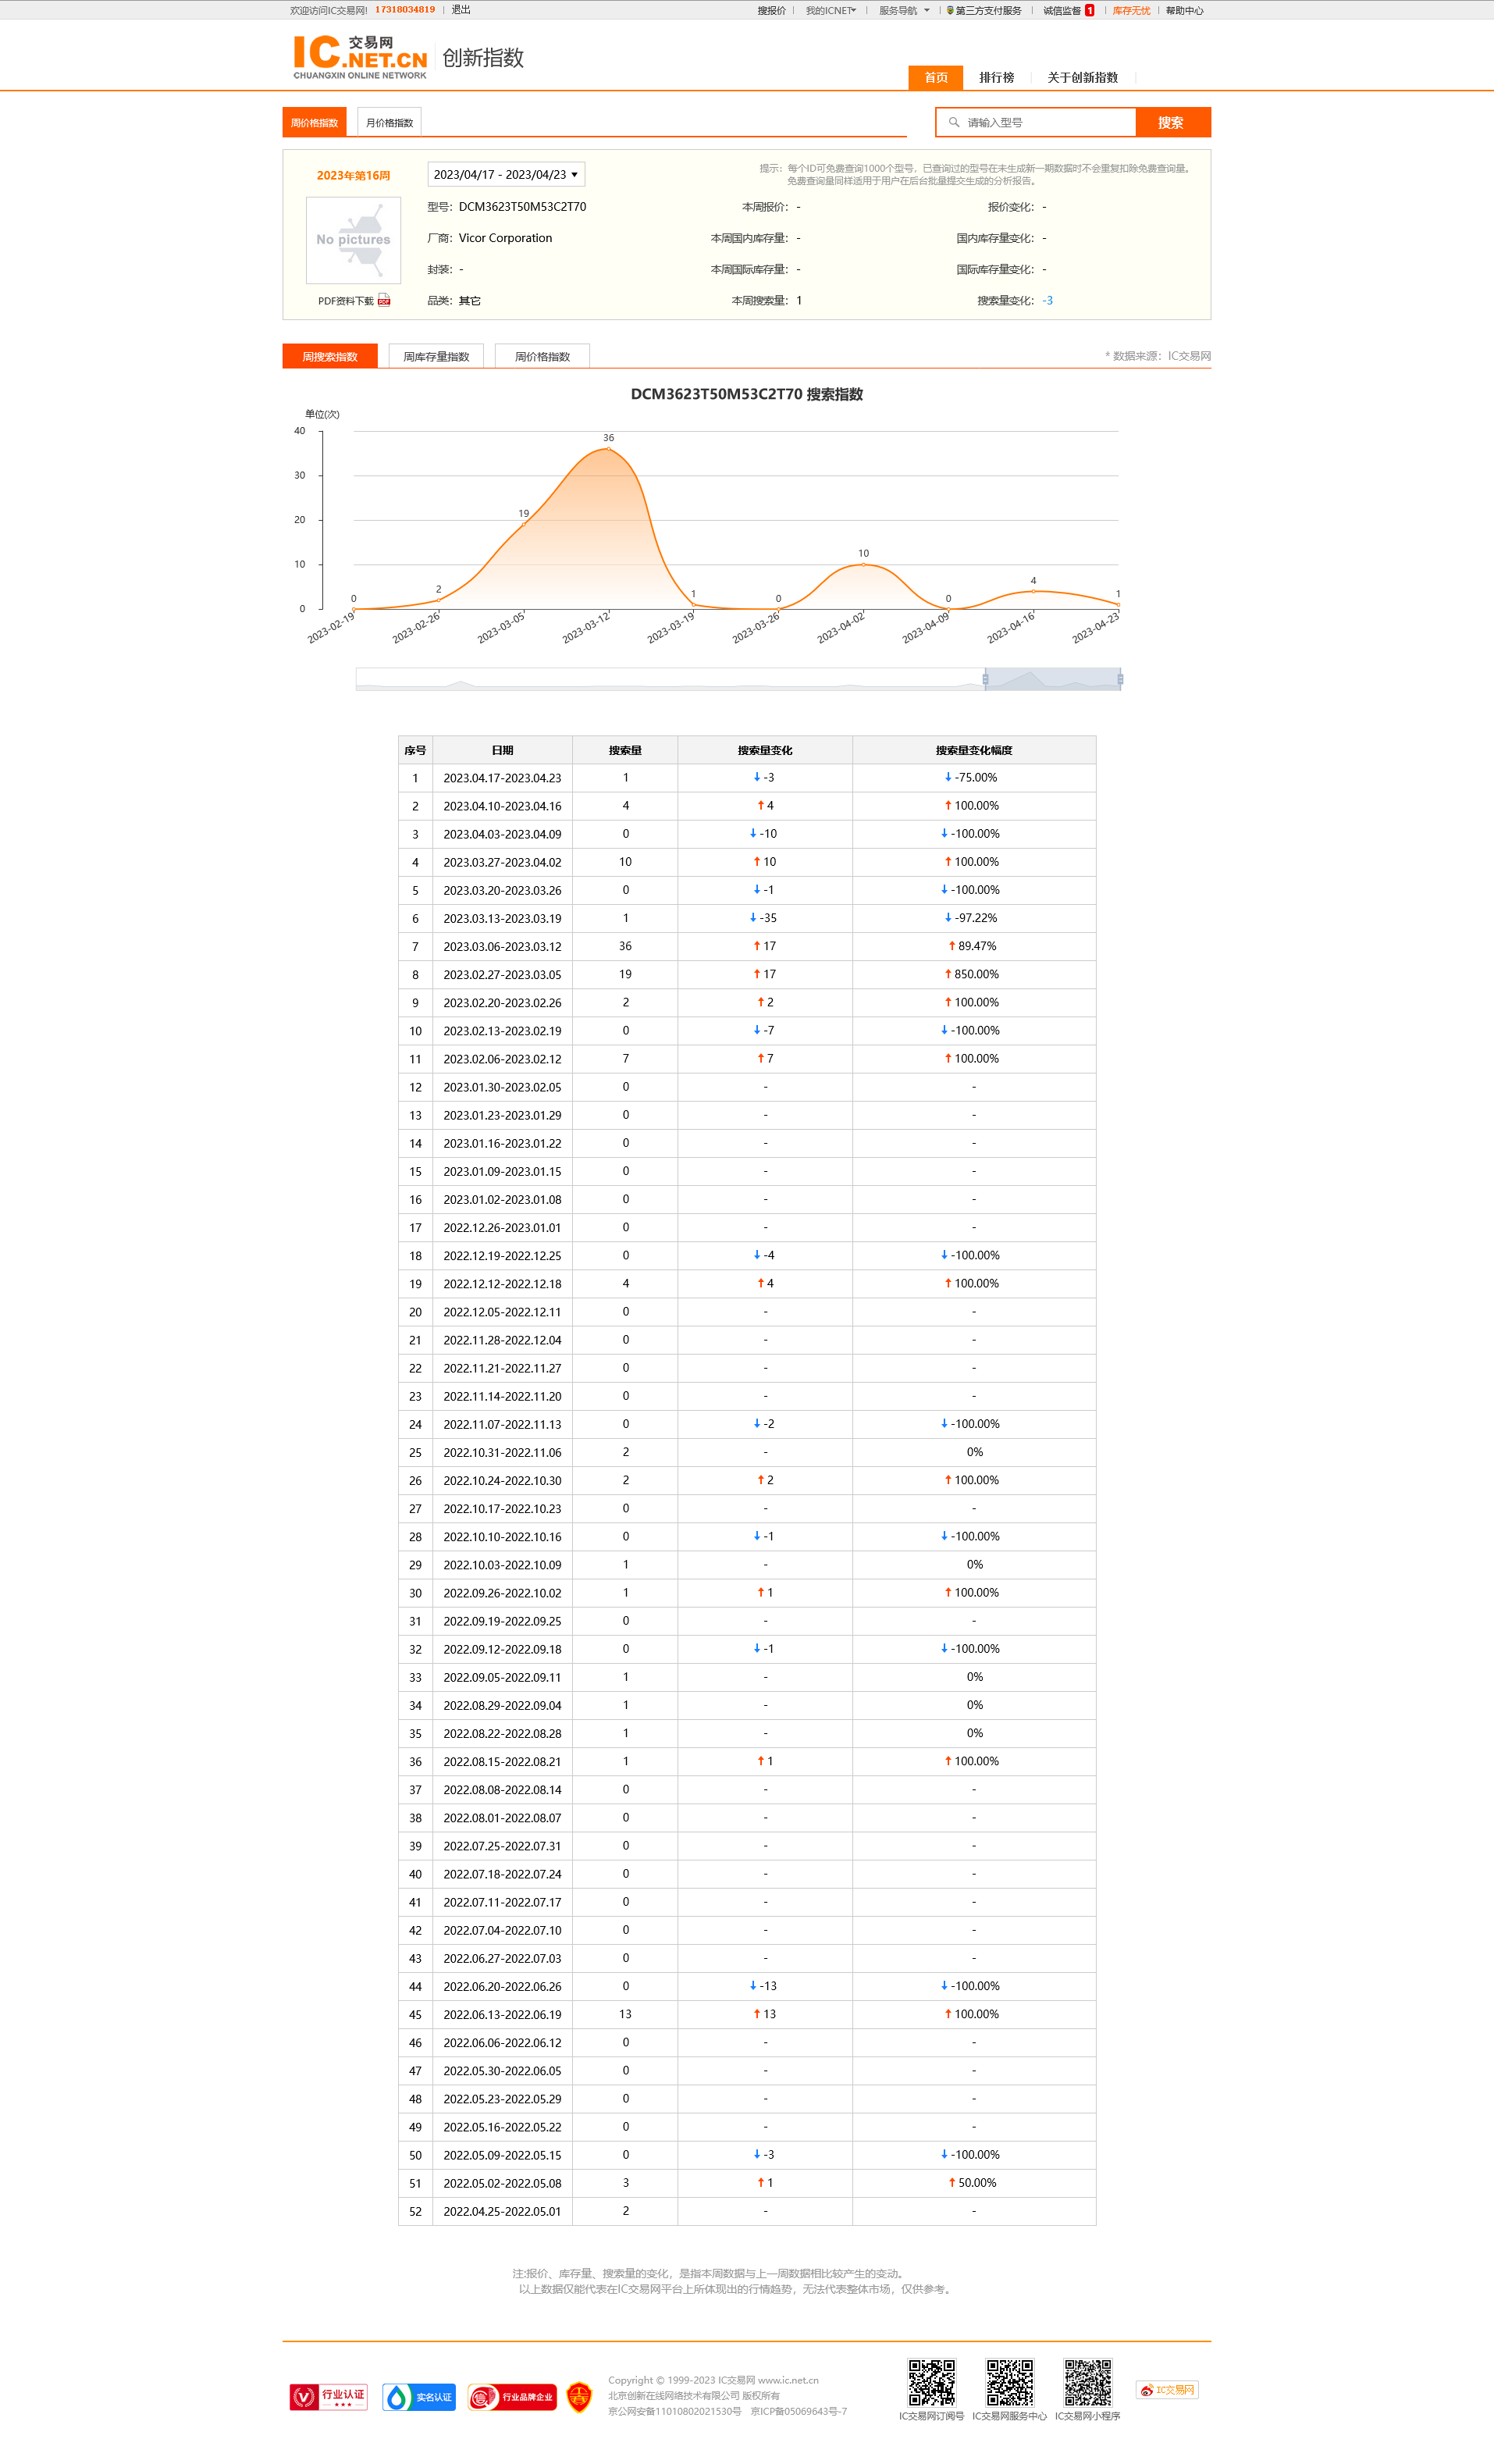 欢迎访问IC交易网! 17318034819 退出 搜报价 我的ICNET 服务导航 第三方支付服务 诚信监督 1 库存无忧 帮助中心
IC交易网 .NET.CN 创新指数
CHUANGXIN ONLINE NETWORK
首页 排行榜 关于创新指数
周价格指数 月价格指数 请输入型号 搜索
2023年第16周 2023/04/17 - 2023/04/23
提示：每个ID可免费查询1000个型号，已查询过的型号在未生成新一期数据时不会重复扣除免费查询量。
免费查询量同样适用于用户在后台批量提交生成的分析报告。
No pictures
型号：DCM3623T50M53C2T70 本周报价：- 报价变化：-
厂商：Vicor Corporation 本周国内库存量：- 国内库存量变化：-
封装：- 本周国际库存量：- 国际库存量变化：-
PDF资料下载 品类：其它 本周搜索量：1 搜索量变化：-3
周搜索指数 周库存量指数 周价格指数 * 数据来源：IC交易网
DCM3623T50M53C2T70 搜索指数
单位(次)
40
30
20
10
0
0 2 19 36 1 0 10 0 4 1
2023-02-19 2023-02-26 2023-03-05 2023-03-12 2023-03-19 2023-03-26 2023-04-02 2023-04-09 2023-04-16 2023-04-23
序号 日期 搜索量 搜索量变化 搜索量变化幅度
1 2023.04.17-2023.04.23 1 ↓ -3 ↓ -75.00%
2 2023.04.10-2023.04.16 4 ↑ 4 ↑ 100.00%
3 2023.04.03-2023.04.09 0 ↓ -10 ↓ -100.00%
4 2023.03.27-2023.04.02 10 ↑ 10 ↑ 100.00%
5 2023.03.20-2023.03.26 0 ↓ -1 ↓ -100.00%
6 2023.03.13-2023.03.19 1 ↓ -35 ↓ -97.22%
7 2023.03.06-2023.03.12 36 ↑ 17 ↑ 89.47%
8 2023.02.27-2023.03.05 19 ↑ 17 ↑ 850.00%
9 2023.02.20-2023.02.26 2 ↑ 2 ↑ 100.00%
10 2023.02.13-2023.02.19 0 ↓ -7 ↓ -100.00%
11 2023.02.06-2023.02.12 7 ↑ 7 ↑ 100.00%
12 2023.01.30-2023.02.05 0 - -
13 2023.01.23-2023.01.29 0 - -
14 2023.01.16-2023.01.22 0 - -
15 2023.01.09-2023.01.15 0 - -
16 2023.01.02-2023.01.08 0 - -
17 2022.12.26-2023.01.01 0 - -
18 2022.12.19-2022.12.25 0 ↓ -4 ↓ -100.00%
19 2022.12.12-2022.12.18 4 ↑ 4 ↑ 100.00%
20 2022.12.05-2022.12.11 0 - -
21 2022.11.28-2022.12.04 0 - -
22 2022.11.21-2022.11.27 0 - -
23 2022.11.14-2022.11.20 0 - -
24 2022.11.07-2022.11.13 0 ↓ -2 ↓ -100.00%
25 2022.10.31-2022.11.06 2 - 0%
26 2022.10.24-2022.10.30 2 ↑ 2 ↑ 100.00%
27 2022.10.17-2022.10.23 0 - -
28 2022.10.10-2022.10.16 0 ↓ -1 ↓ -100.00%
29 2022.10.03-2022.10.09 1 - 0%
30 2022.09.26-2022.10.02 1 ↑ 1 ↑ 100.00%
31 2022.09.19-2022.09.25 0 - -
32 2022.09.12-2022.09.18 0 ↓ -1 ↓ -100.00%
33 2022.09.05-2022.09.11 1 - 0%
34 2022.08.29-2022.09.04 1 - 0%
35 2022.08.22-2022.08.28 1 - 0%
36 2022.08.15-2022.08.21 1 ↑ 1 ↑ 100.00%
37 2022.08.08-2022.08.14 0 - -
38 2022.08.01-2022.08.07 0 - -
39 2022.07.25-2022.07.31 0 - -
40 2022.07.18-2022.07.24 0 - -
41 2022.07.11-2022.07.17 0 - -
42 2022.07.04-2022.07.10 0 - -
43 2022.06.27-2022.07.03 0 - -
44 2022.06.20-2022.06.26 0 ↓ -13 ↓ -100.00%
45 2022.06.13-2022.06.19 13 ↑ 13 ↑ 100.00%
46 2022.06.06-2022.06.12 0 - -
47 2022.05.30-2022.06.05 0 - -
48 2022.05.23-2022.05.29 0 - -
49 2022.05.16-2022.05.22 0 - -
50 2022.05.09-2022.05.15 0 ↓ -3 ↓ -100.00%
51 2022.05.02-2022.05.08 3 ↑ 1 ↑ 50.00%
52 2022.04.25-2022.05.01 2 - -
注:报价、库存量、搜索量的变化，是指本周数据与上一周数据相比较产生的变动。
以上数据仅能代表在IC交易网平台上所体现出的行情趋势，无法代表整体市场，仅供参考。
行业认证 实名认证 行业品牌企业
Copyright © 1999-2023 IC交易网 www.ic.net.cn
北京创新在线网络技术有限公司 版权所有
京公网安备11010802021530号 京ICP备05069643号-7
IC交易网订阅号 IC交易网服务中心 IC交易网小程序 IC交易网